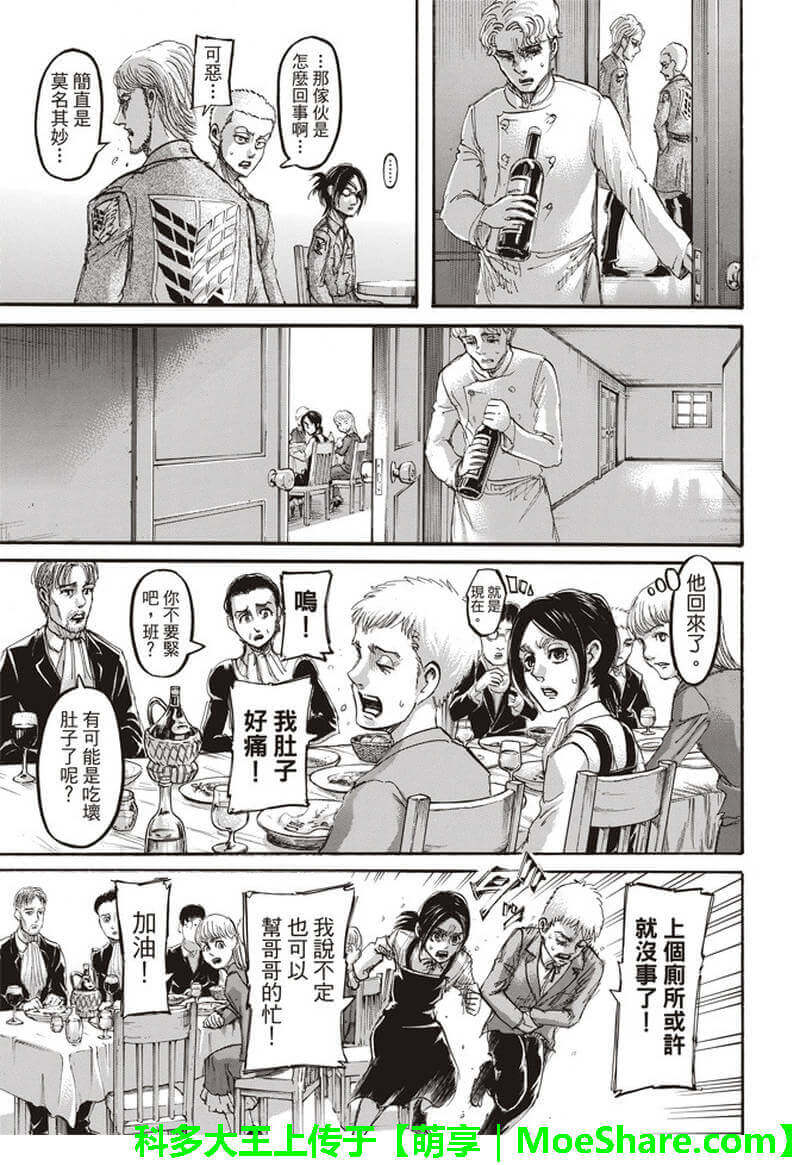 …那傢伙是
怎麼回事啊…
可惡…
簡直是
莫名其妙…
………
他回來了。
就是
現在。
嗚！
我肚子
好痛！
你不要緊
吧，班？
有可能是吃壞
肚子了呢？
上個廁所或許
就沒事了！
我說不定
也可以
幫哥哥的忙！
加油！
科多大王上传于【萌享│MoeShare.com】